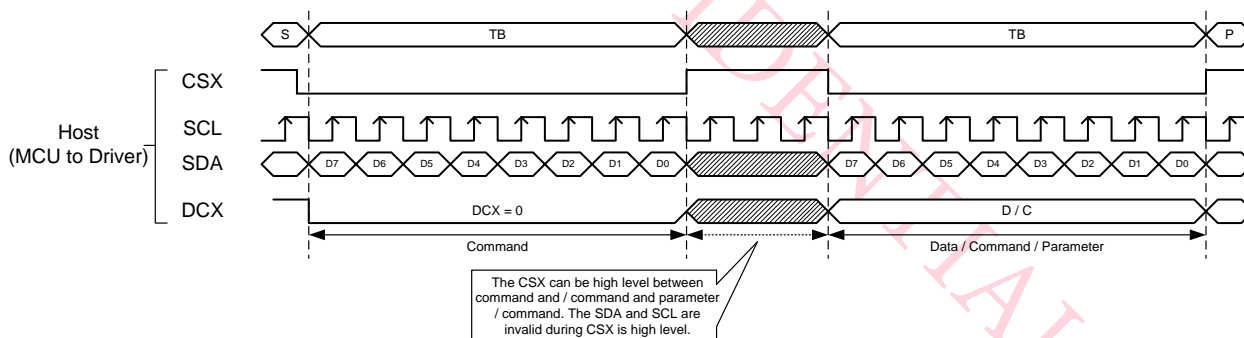 S TB TB P
CSX
SCL
Host
(MCU to Driver)
SDA D7 D6 D5 D4 D3 D2 D1 D0 D7 D6 D5 D4 D3 D2 D1 D0
DCX DCX = 0 D / C
Command Data / Command / Parameter
The CSX can be high level between
command and / command and parameter
/ command. The SDA and SCL are
invalid during CSX is high level.
IDENTIAL